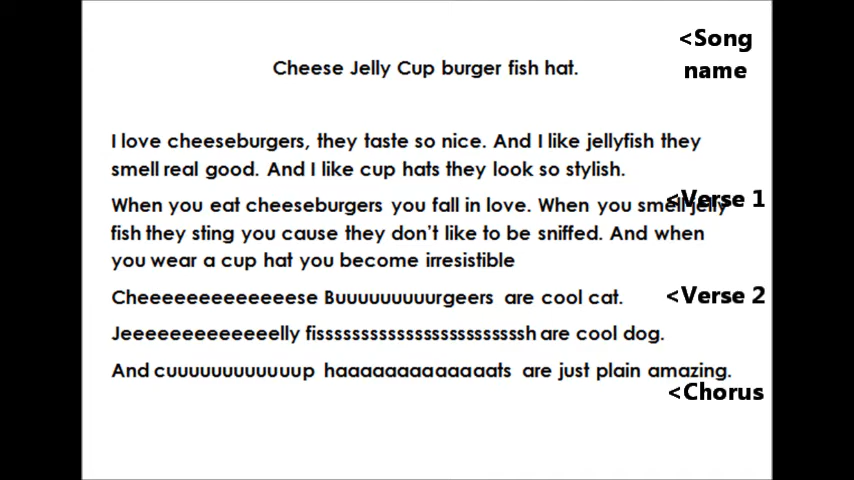 <Song
name
Cheese Jelly Cup burger fish hat.
I love cheeseburgers, they taste so nice. And I like jellyfish they
smell real good. And I like cup hats they look so stylish.
<Verse 1
When you eat cheeseburgers you fall in love. When you smell jelly
fish they sting you cause they don't like to be sniffed. And when
you wear a cup hat you become irresistible
<Verse 2
Cheeeeeeeeeeeeese Buuuuuuuuurgeers are cool cat.
Jeeeeeeeeeeeeelly fisssssssssssssssssssssssssh are cool dog.
And cuuuuuuuuuuuuup haaaaaaaaaaaaats are just plain amazing.
<Chorus